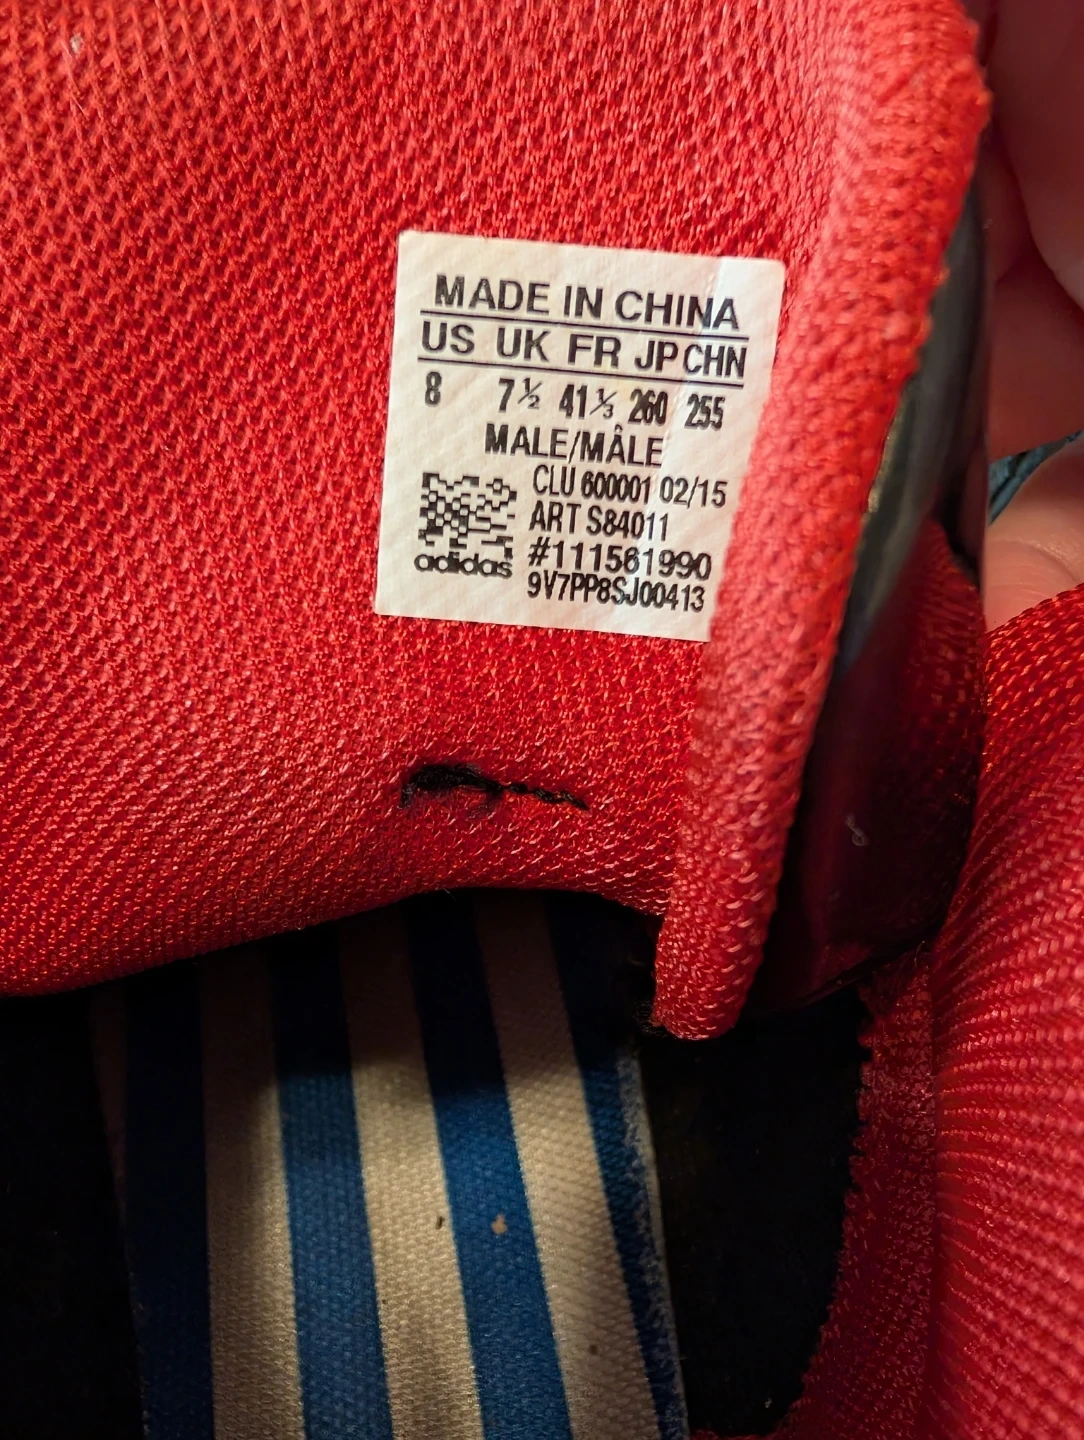 MADE IN CHINA
US UK FR JP CHN
8 7½ 41⅓ 260 255
MALE/MÂLE
CLU 600001 02/15
ART S84011
#111561990
adidas
9V7PP8SJ00413